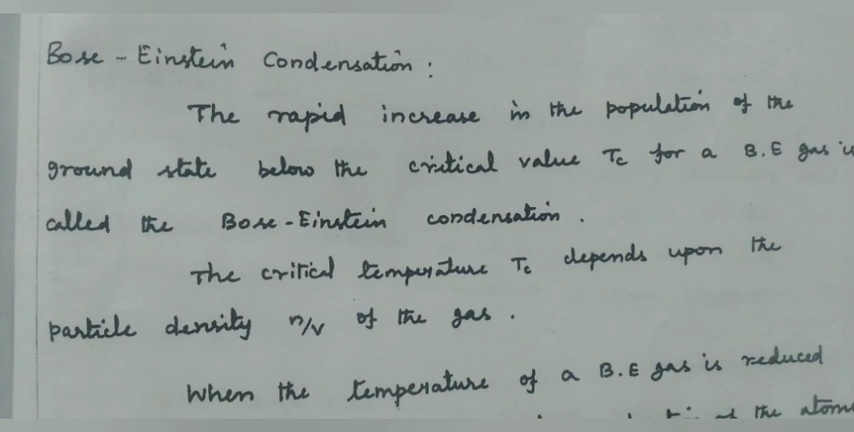 Bose - Einstein Condensation :
The rapid increase in the population of the
ground state below the critical value Tc for a B.E gas is
called the Bose - Einstein condensation .
The critical temperature Tc depends upon the
particle density n/v of the gas .
When the temperature of a B.E gas is reduced
the atoms